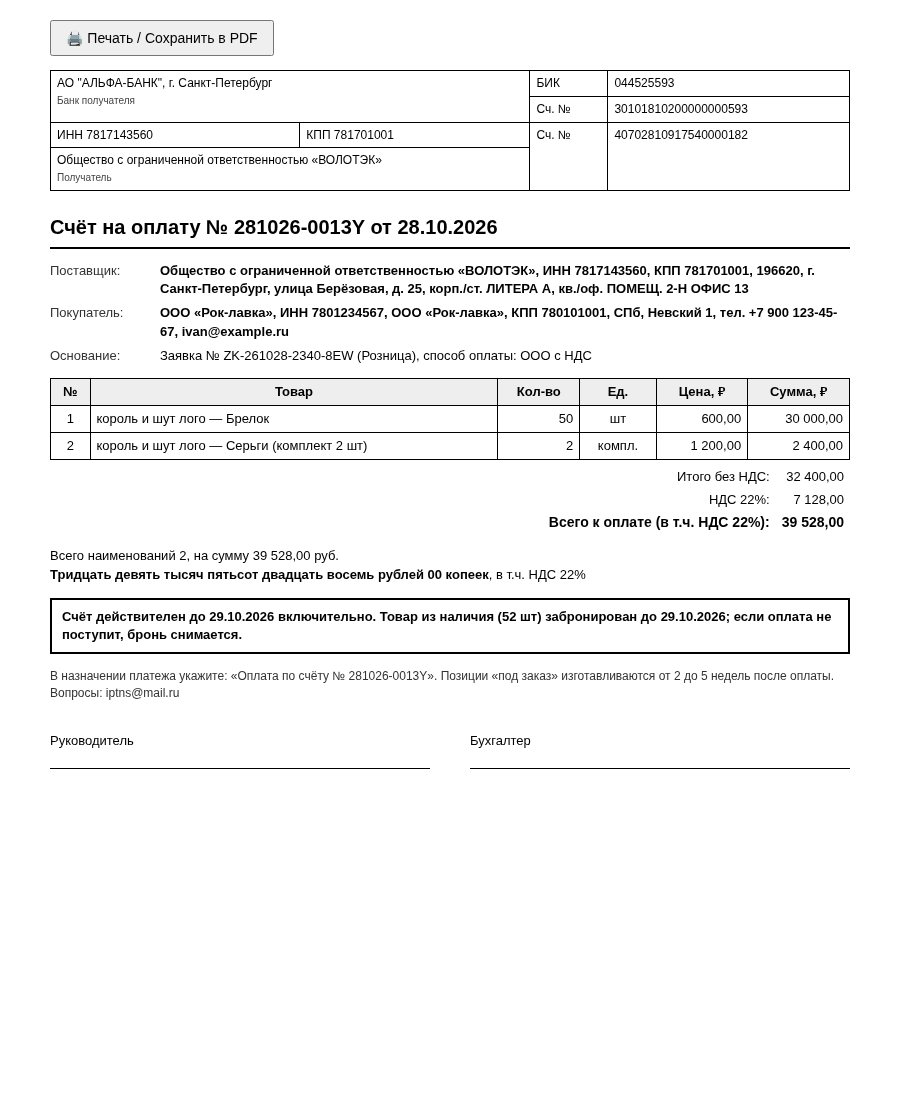 🖨️ Печать / Сохранить в PDF
АО "АЛЬФА-БАНК", г. Санкт-Петербург
Банк получателя
БИК
044525593
Сч. №
30101810200000000593
ИНН 7817143560
КПП 781701001
Сч. №
40702810917540000182
Общество с ограниченной ответственностью «ВОЛОТЭК»
Получатель
Счёт на оплату № 281026-0013Y от 28.10.2026
Поставщик:
Общество с ограниченной ответственностью «ВОЛОТЭК», ИНН 7817143560, КПП 781701001, 196620, г.
Санкт-Петербург, улица Берёзовая, д. 25, корп./ст. ЛИТЕРА А, кв./оф. ПОМЕЩ. 2-Н ОФИС 13
Покупатель:
ООО «Рок-лавка», ИНН 7801234567, ООО «Рок-лавка», КПП 780101001, СПб, Невский 1, тел. +7 900 123-45-
67, ivan@example.ru
Основание:
Заявка № ZK-261028-2340-8EW (Розница), способ оплаты: ООО с НДС
№ Товар Кол-во Ед. Цена, ₽ Сумма, ₽
1 король и шут лого — Брелок 50 шт 600,00 30 000,00
2 король и шут лого — Серьги (комплект 2 шт) 2 компл. 1 200,00 2 400,00
Итого без НДС: 32 400,00
НДС 22%: 7 128,00
Всего к оплате (в т.ч. НДС 22%): 39 528,00
Всего наименований 2, на сумму 39 528,00 руб.
Тридцать девять тысяч пятьсот двадцать восемь рублей 00 копеек, в т.ч. НДС 22%
Счёт действителен до 29.10.2026 включительно. Товар из наличия (52 шт) забронирован до 29.10.2026; если оплата не
поступит, бронь снимается.
В назначении платежа укажите: «Оплата по счёту № 281026-0013Y». Позиции «под заказ» изготавливаются от 2 до 5 недель после оплаты.
Вопросы: iptns@mail.ru
Руководитель
Бухгалтер